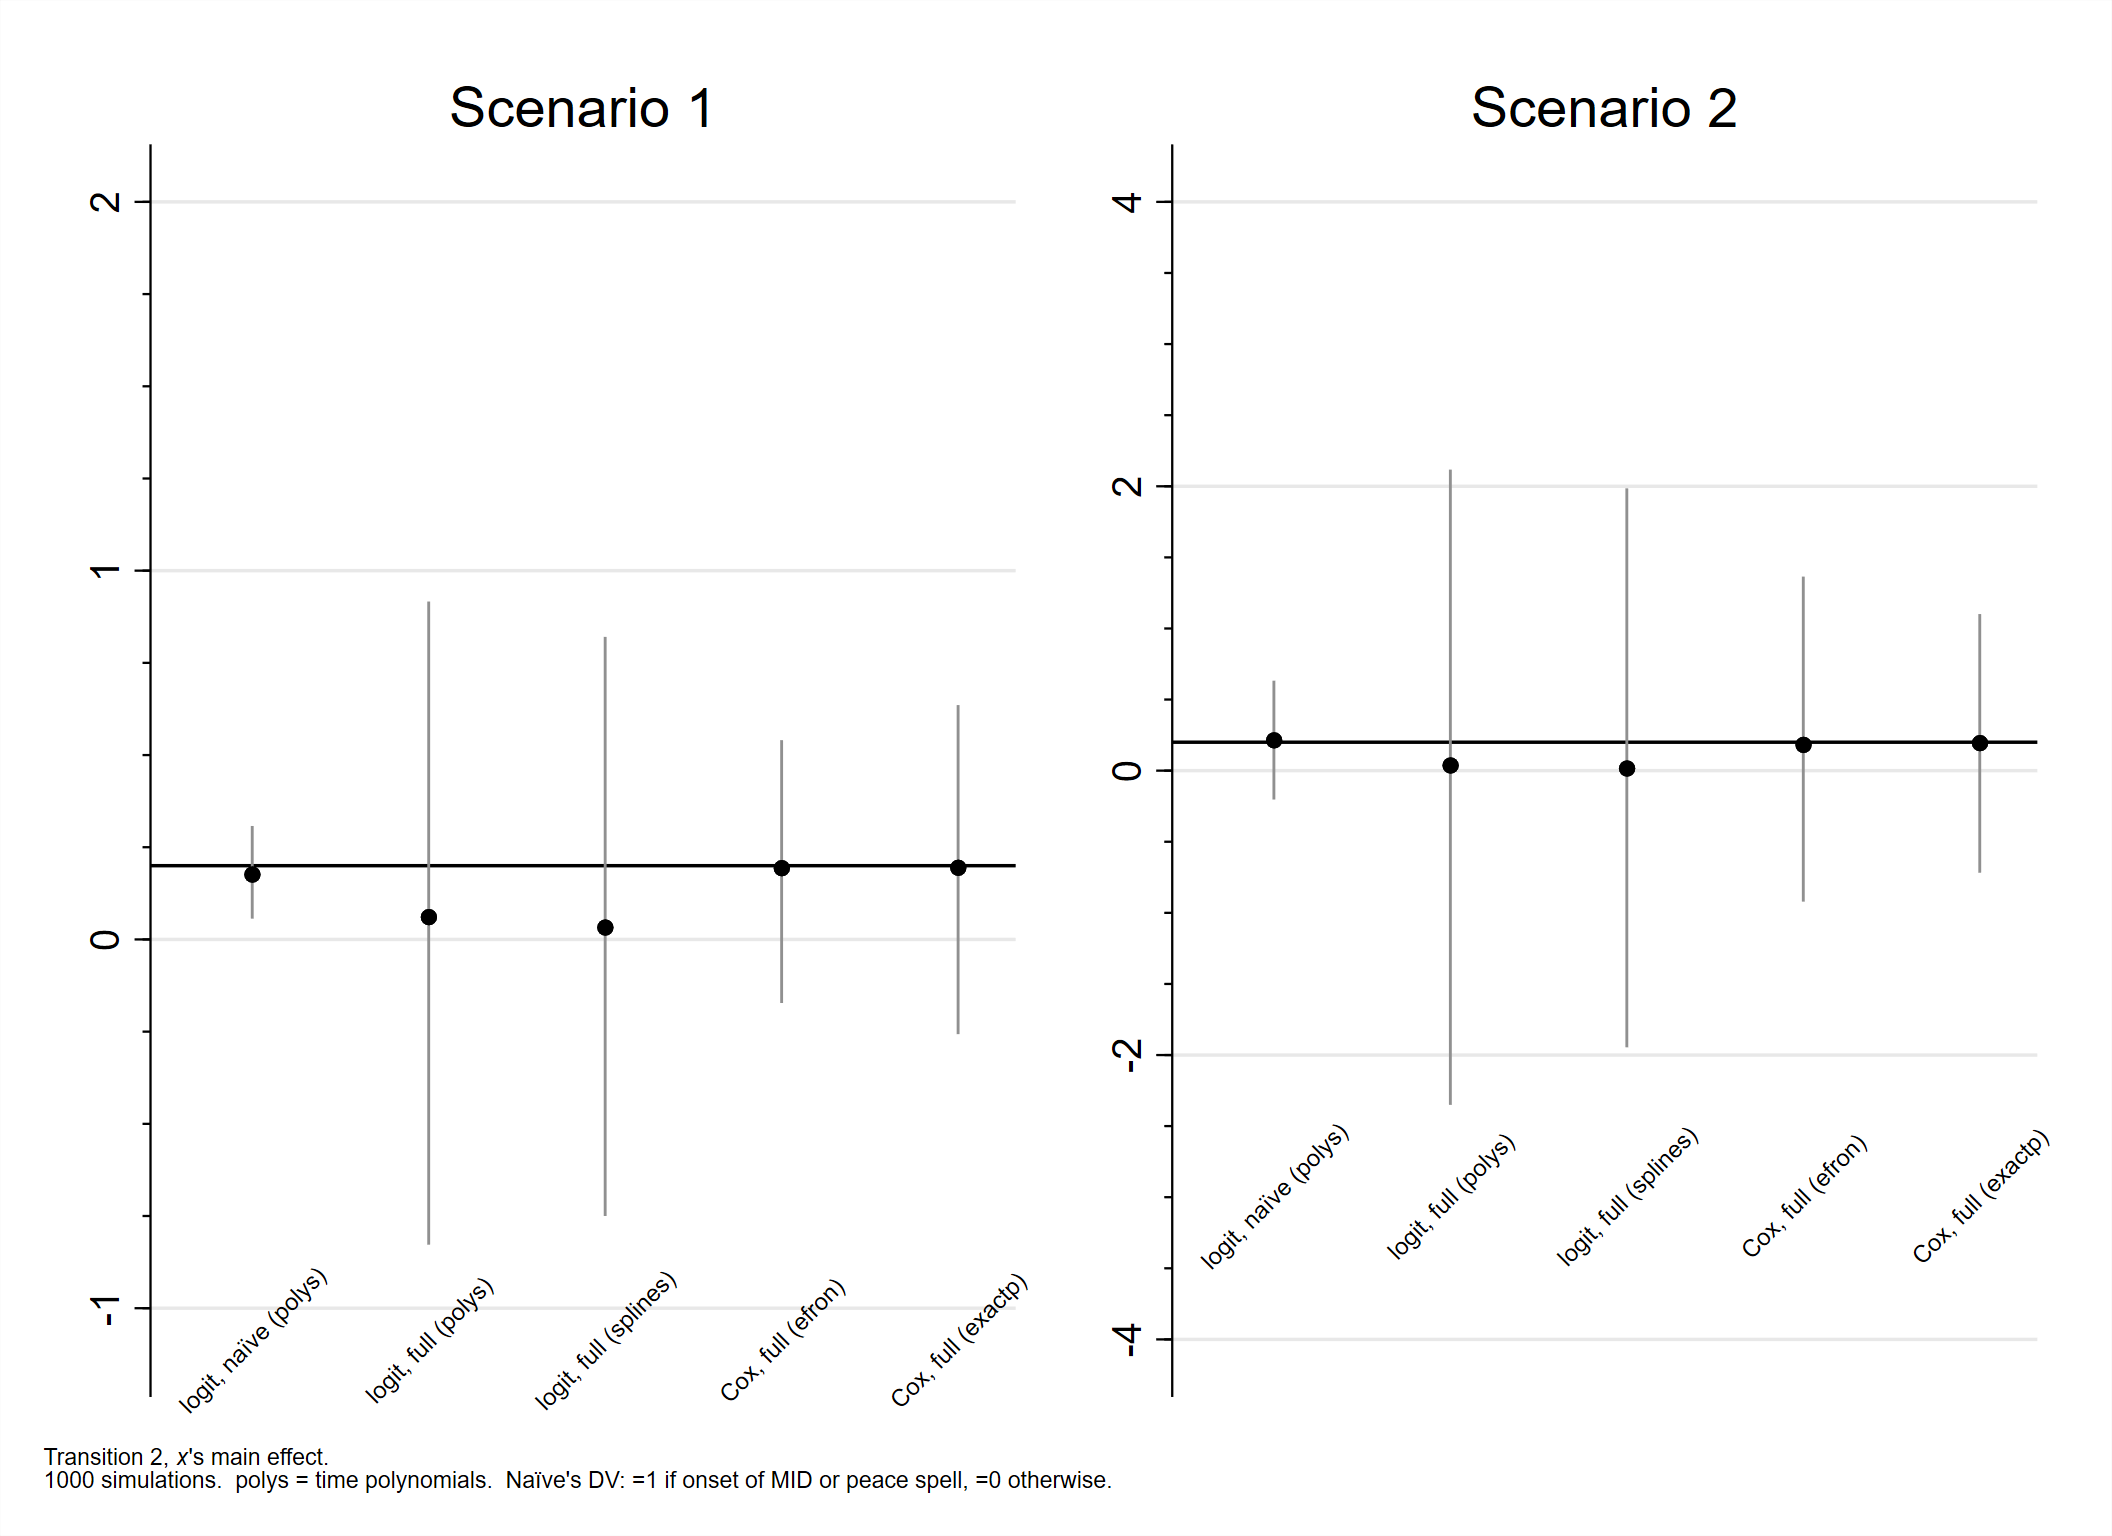 Scenario 1
2
1
0
-1
logit, naïve (polys)
logit, full (polys)
logit, full (splines)
Cox, full (efron)
Cox, full (exactp)
Scenario 2
4
2
0
-2
-4
logit, naïve (polys)
logit, full (polys)
logit, full (splines)
Cox, full (efron)
Cox, full (exactp)
Transition 2, x's main effect.
1000 simulations.  polys = time polynomials.  Naïve's DV: =1 if onset of MID or peace spell, =0 otherwise.